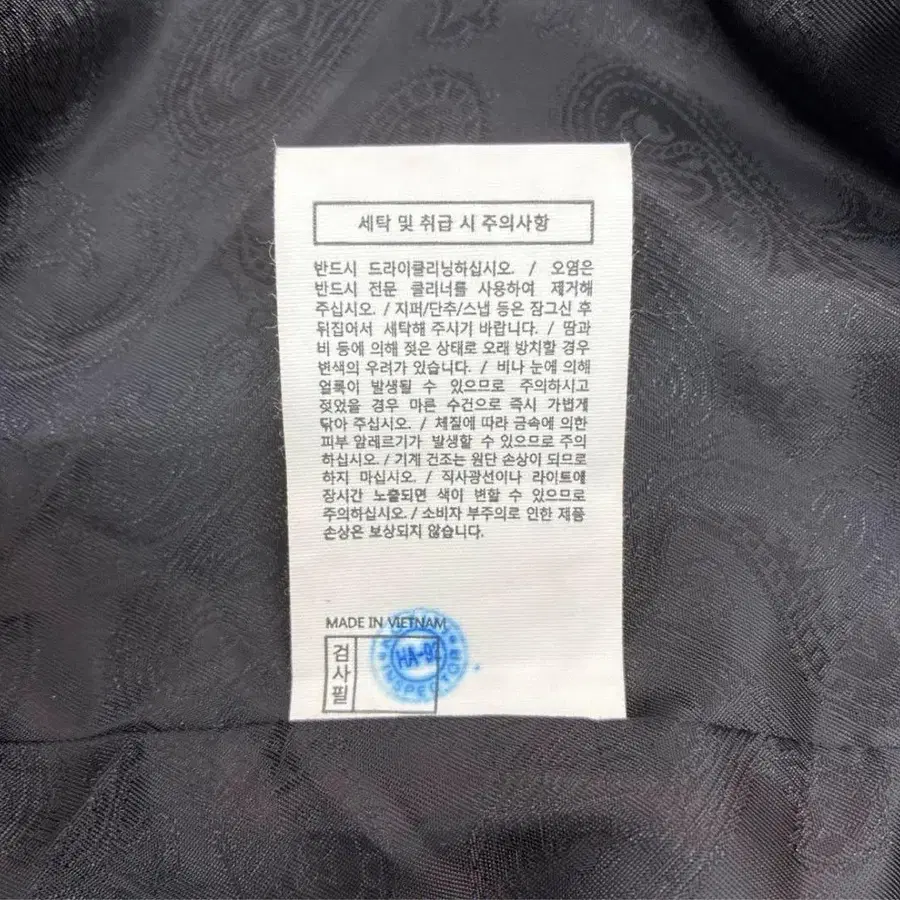 세탁 및 취급 시 주의사항
반드시 드라이클리닝하십시오. / 오염은
반드시 전문 클리너를 사용하여 제거해
주십시오. / 지퍼/단추/스냅 등은 잠그신 후
뒤집어서 세탁해 주시기 바랍니다. / 땀과
비 등에 의해 젖은 상태로 오래 방치할 경우
변색의 우려가 있습니다. / 비나 눈에 의해
얼룩이 발생될 수 있으므로 주의하시고
젖었을 경우 마른 수건으로 즉시 가볍게
닦아 주십시오. / 체질에 따라 금속에 의한
피부 알레르기가 발생할 수 있으므로 주의
하십시오. / 기계 건조는 원단 손상이 되므로
하지 마십시오. / 직사광선이나 라이트에
장시간 노출되면 색이 변할 수 있으므로
주의하십시오. / 소비자 부주의로 인한 제품
손상은 보상되지 않습니다.
MADE IN VIETNAM
검사필
HA-92
INSPECTOR